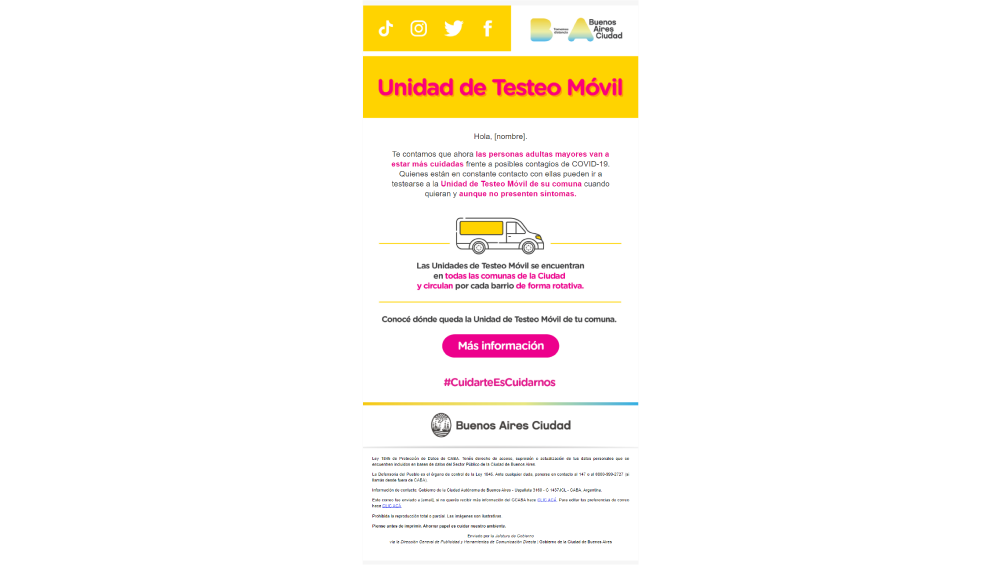 Buenos
Aires
Ciudad
Unidad de Testeo Móvil
Hola, [nombre].
Te contamos que ahora las personas adultas mayores van a
estar más cuidadas frente a posibles contagios de COVID-19.
Quienes están en constante contacto con ellas pueden ir a
testearse a la Unidad de Testeo Móvil de su comuna cuando
quieran y aunque no presenten síntomas.
Las Unidades de Testeo Móvil se encuentran
en todas las comunas de la Ciudad
y circulan por cada barrio de forma rotativa.
Conocé dónde queda la Unidad de Testeo Móvil de tu comuna.
Más información
#CuidarteEsCuidarnos
Buenos Aires Ciudad
Ley 1845 de Protección de Datos de CABA. Tenés derecho de acceso, supresión o actualización de tus datos personales que se
encuentren incluidos en bases de datos del Sector Público de la Ciudad de Buenos Aires.
La Defensoría del Pueblo es el órgano de control de la Ley 1845. Ante cualquier duda, ponerse en contacto al 147 o al 0800-999-2727 (si
llamás desde fuera de CABA).
Información de contacto: Gobierno de la Ciudad Autónoma de Buenos Aires - Uspallata 3160 - C 1437JCL - CABA, Argentina.
Este correo fue enviado a [email], si no querés recibir más información del GCABA hacé CLIC ACÁ. Para editar tus preferencias de correo
hacé CLIC ACÁ.
Prohibida la reproducción total o parcial. Las imágenes son ilustrativas.
Piense antes de imprimir. Ahorrar papel es cuidar nuestro ambiente.
Enviado por la Jefatura de Gobierno
vía la Dirección General de Publicidad y Herramientas de Comunicación Directa | Gobierno de la Ciudad de Buenos Aires